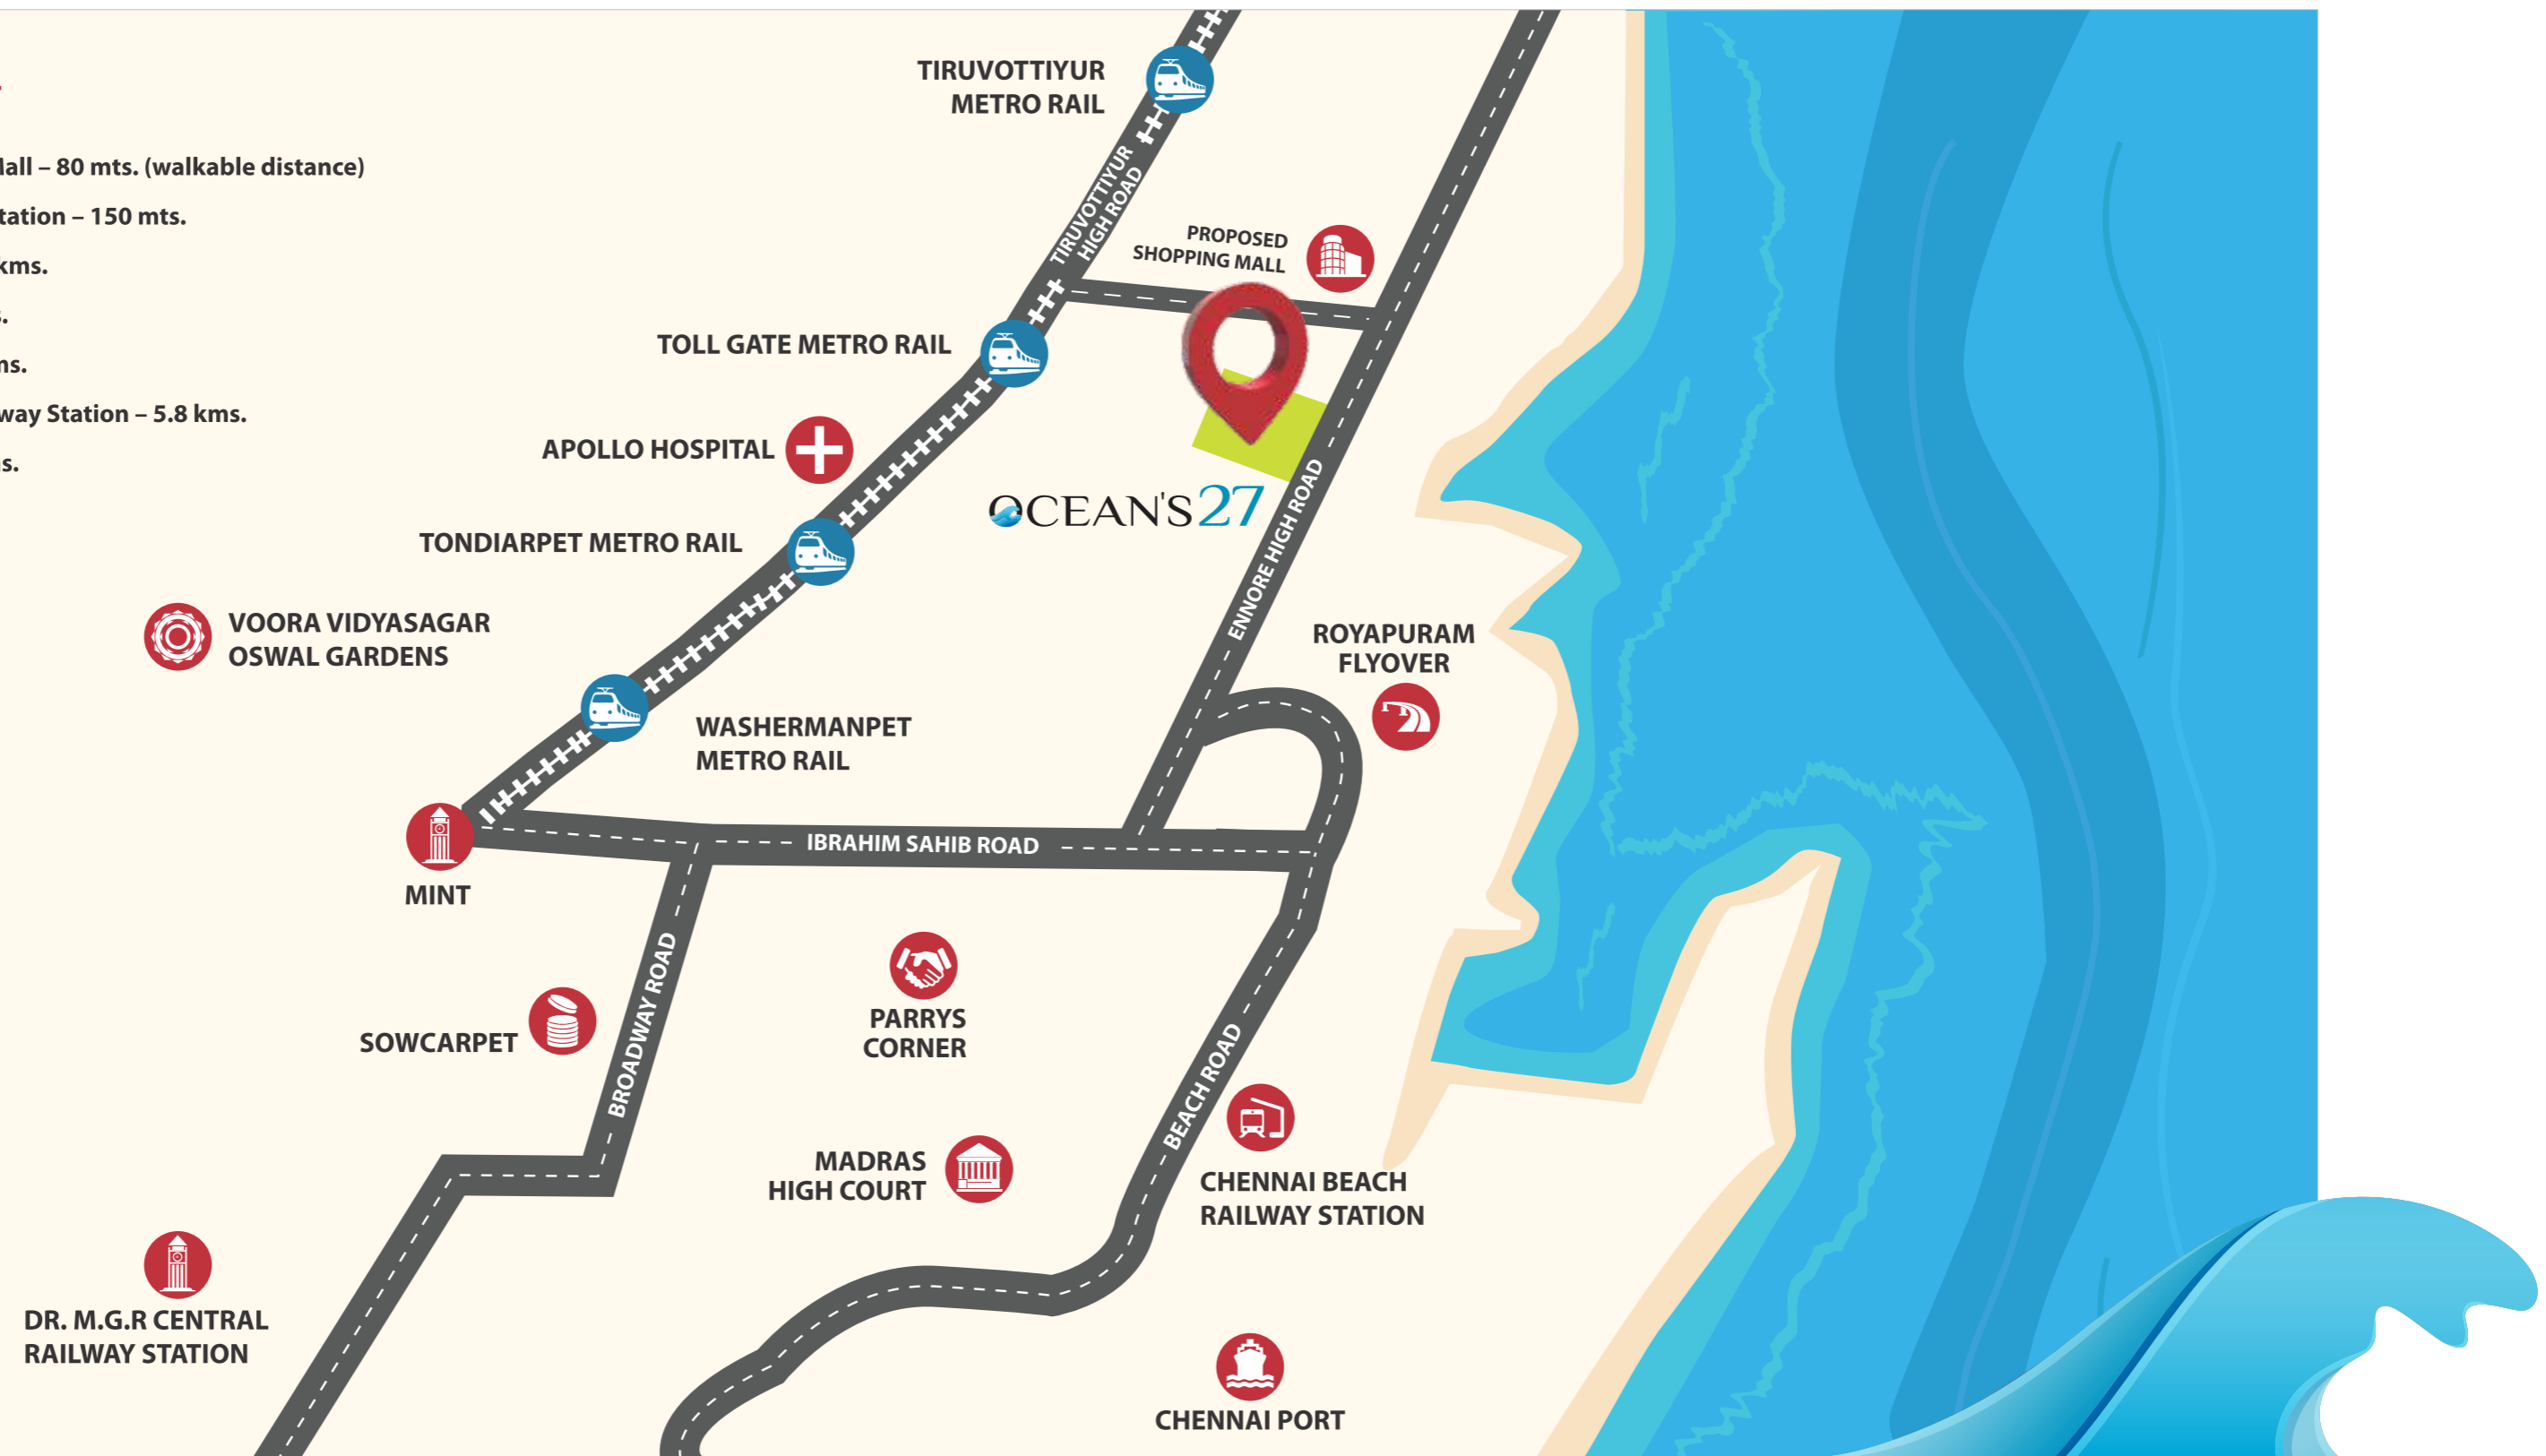 all – 80 mts. (walkable distance)
tation – 150 mts.
kms.
s.
ms.
way Station – 5.8 kms.
s.
TIRUVOTTIYUR
METRO RAIL
TIRUVOTTIYUR
HIGH ROAD
PROPOSED
SHOPPING MALL
TOLL GATE METRO RAIL
APOLLO HOSPITAL
OCEAN'S 27
TONDIARPET METRO RAIL
ENNORE HIGH ROAD
VOORA VIDYASAGAR
OSWAL GARDENS
ROYAPURAM
FLYOVER
WASHERMANPET
METRO RAIL
IBRAHIM SAHIB ROAD
MINT
BROADWAY ROAD
SOWCARPET
PARRYS
CORNER
BEACH ROAD
MADRAS
HIGH COURT
CHENNAI BEACH
RAILWAY STATION
DR. M.G.R CENTRAL
RAILWAY STATION
CHENNAI PORT